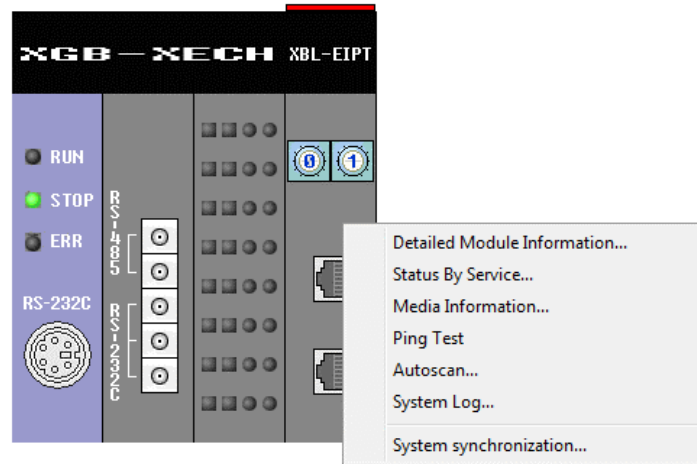 XGB-XECH
XBL-EIPT
RUN
0 1
STOP
ERR
RS-485
RS-232C
RS-232C
Detailed Module Information...
Status By Service...
Media Information...
Ping Test
Autoscan...
System Log...
System synchronization...